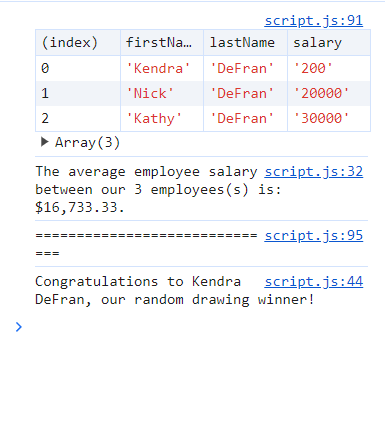 script.js:91
(index) firstNa… lastName salary
0 'Kendra' 'DeFran' '200'
1 'Nick' 'DeFran' '20000'
2 'Kathy' 'DeFran' '30000'
▶ Array(3)
The average employee salary script.js:32
between our 3 employees(s) is:
$16,733.33.
=========================== script.js:95
===
Congratulations to Kendra script.js:44
DeFran, our random drawing winner!
>